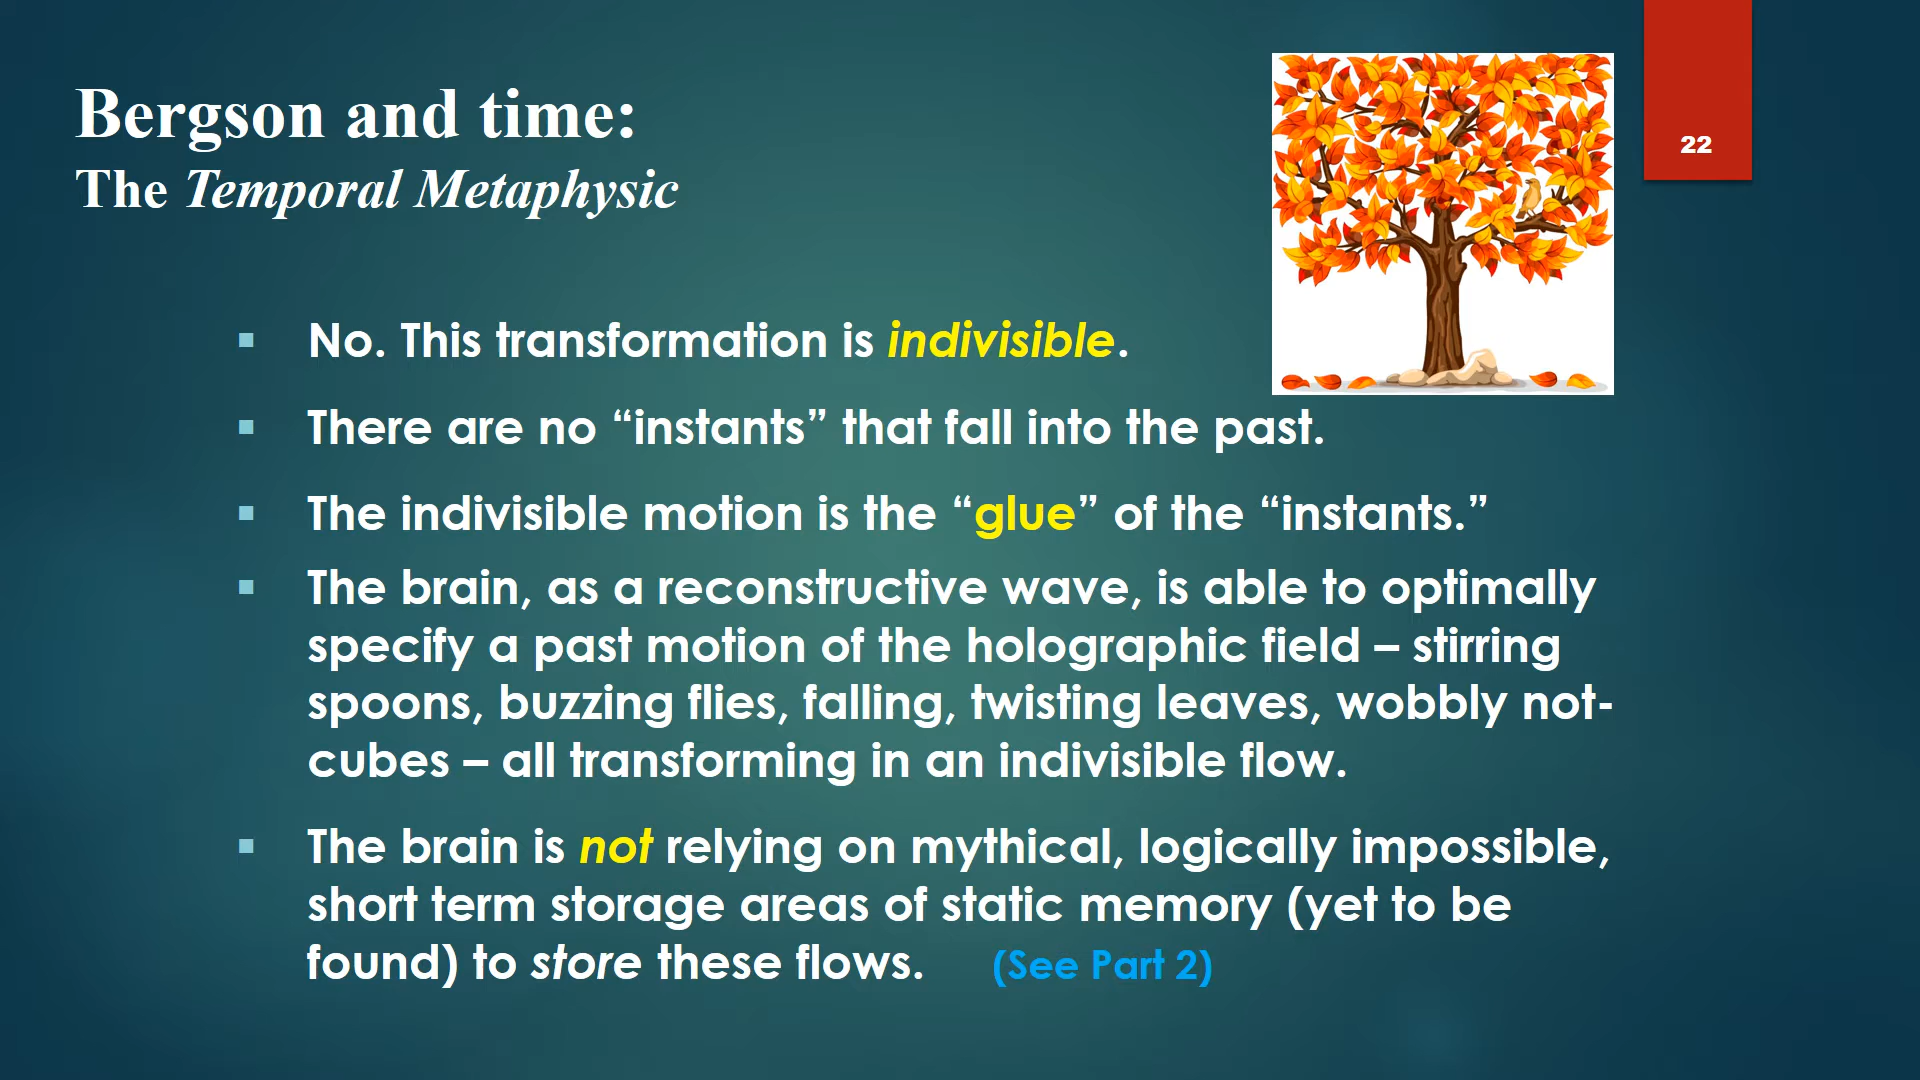 Bergson and time:
The Temporal Metaphysic
22
No. This transformation is indivisible.
There are no “instants” that fall into the past.
The indivisible motion is the “glue” of the “instants.”
The brain, as a reconstructive wave, is able to optimally
specify a past motion of the holographic field – stirring
spoons, buzzing flies, falling, twisting leaves, wobbly not-
cubes – all transforming in an indivisible flow.
The brain is not relying on mythical, logically impossible,
short term storage areas of static memory (yet to be
found) to store these flows. (See Part 2)